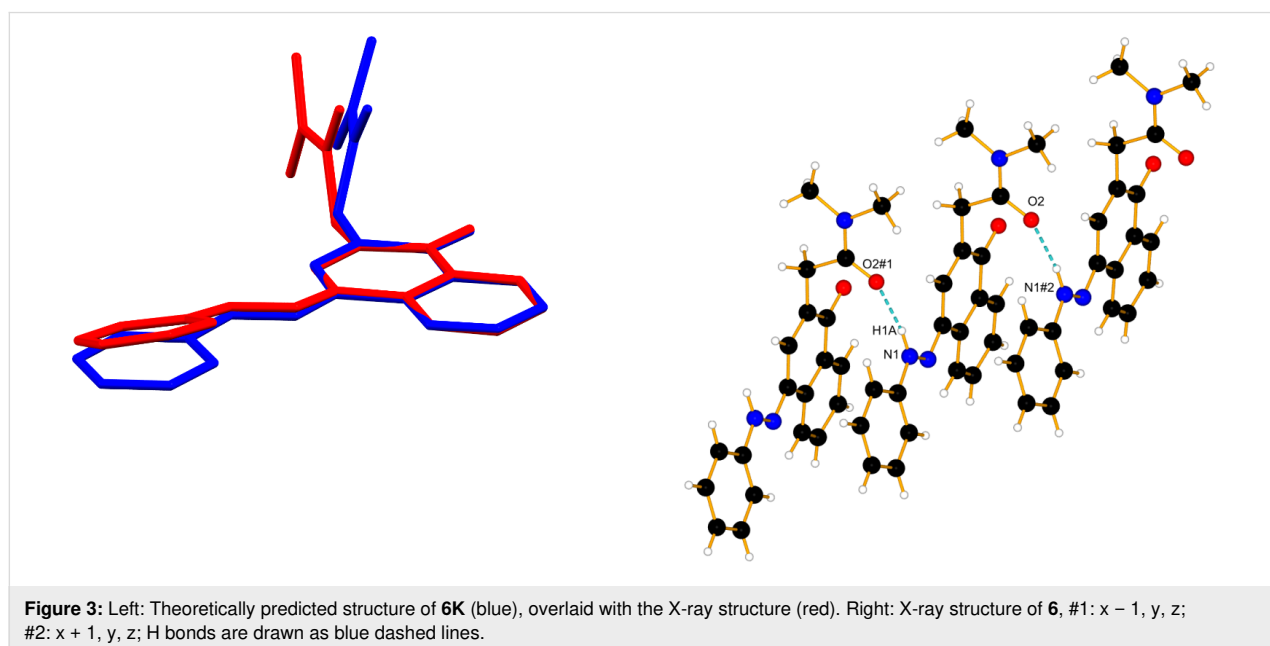 O2
O2#1
N1#2
H1A
N1
Figure 3: Left: Theoretically predicted structure of 6K (blue), overlaid with the X-ray structure (red). Right: X-ray structure of 6, #1: x − 1, y, z;
#2: x + 1, y, z; H bonds are drawn as blue dashed lines.